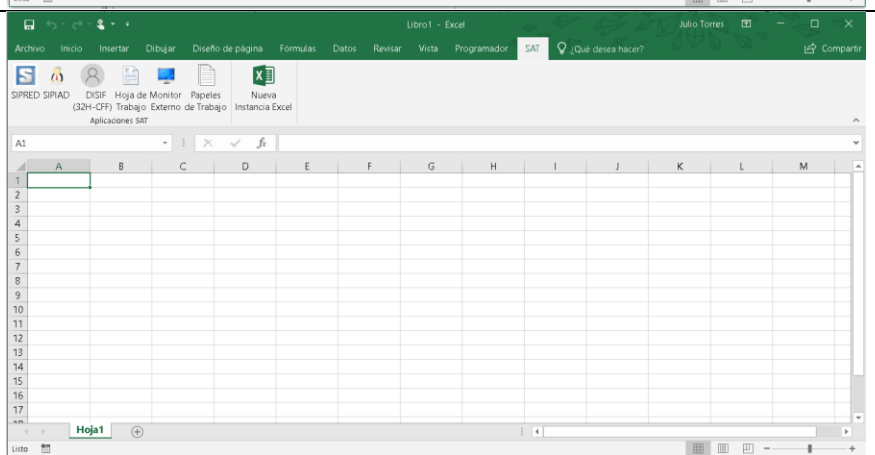 Libro1 - Excel
Julio Torres
Archivo Inicio Insertar Dibujar Diseño de página Fórmulas Datos Revisar Vista Programador SAT ¿Qué desea hacer? Compartir
SIPRED SIPIAD DISIF Hoja de Monitor Papeles Nueva
(32H-CFF) Trabajo Externo de Trabajo Instancia Excel
Aplicaciones SAT
A1 fx
A B C D E F G H I J K L M
1
2
3
4
5
6
7
8
9
10
11
12
13
14
15
16
17
Hoja1
Listo